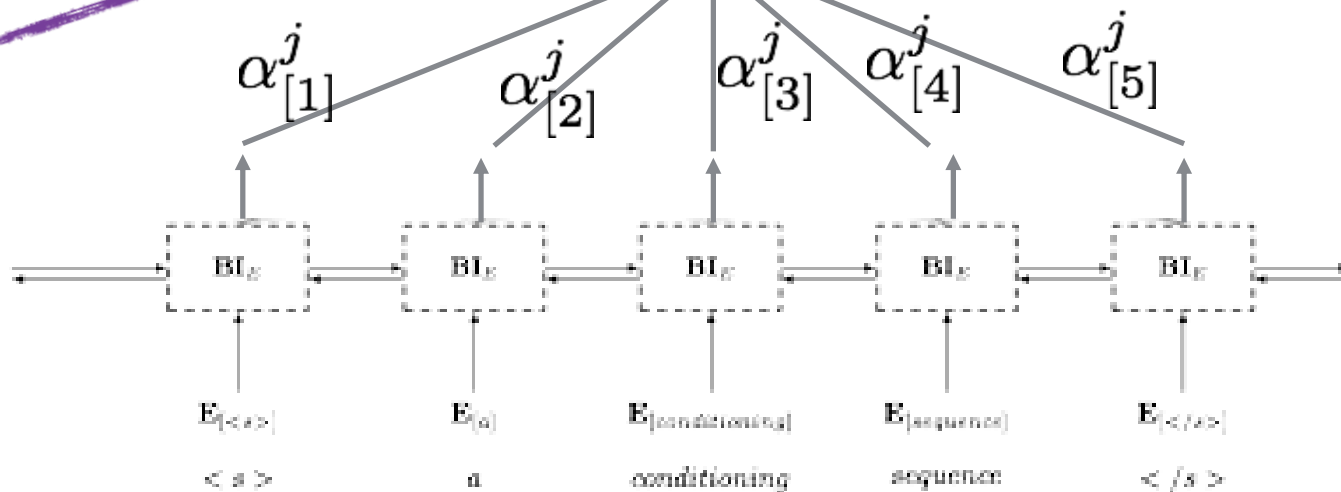 α^j_[1] α^j_[2] α^j_[3] α^j_[4] α^j_[5]
BI_E BI_E BI_E BI_E BI_E
E_[<s>] E_[a] E_[conditioning] E_[sequence] E_[</s>]
< s > a conditioning sequence < /s >